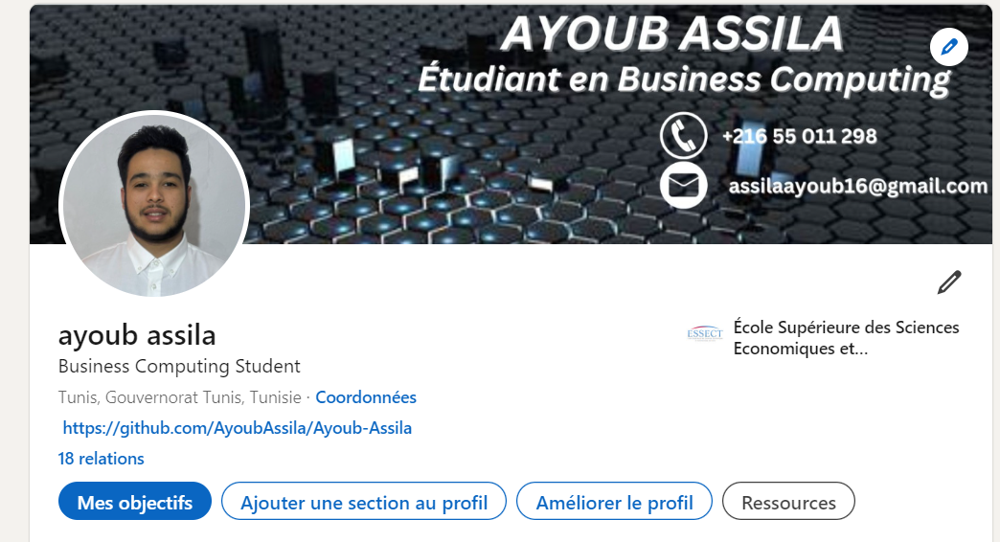 AYOUB ASSILA
Étudiant en Business Computing
+216 55 011 298
assilaayoub16@gmail.com
ayoub assila
Business Computing Student
Tunis, Gouvernorat Tunis, Tunisie · Coordonnées
https://github.com/AyoubAssila/Ayoub-Assila
18 relations
ESSECT
École Supérieure des Sciences
Economiques et...
Mes objectifs
Ajouter une section au profil
Améliorer le profil
Ressources